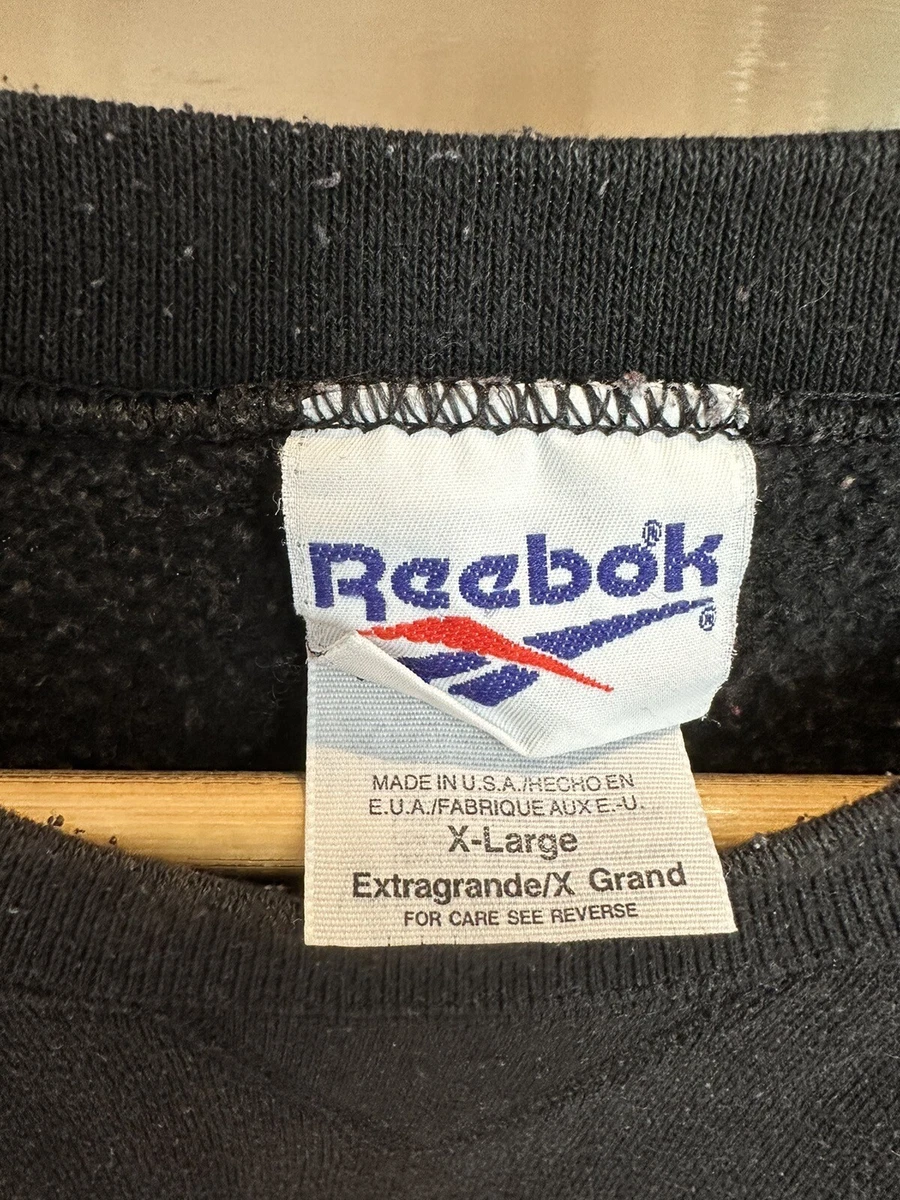 Reebok®
®
MADE IN U.S.A./HECHO EN
E.U.A./FABRIQUE AUX E.-U.
X-Large
Extragrande/X Grand
FOR CARE SEE REVERSE